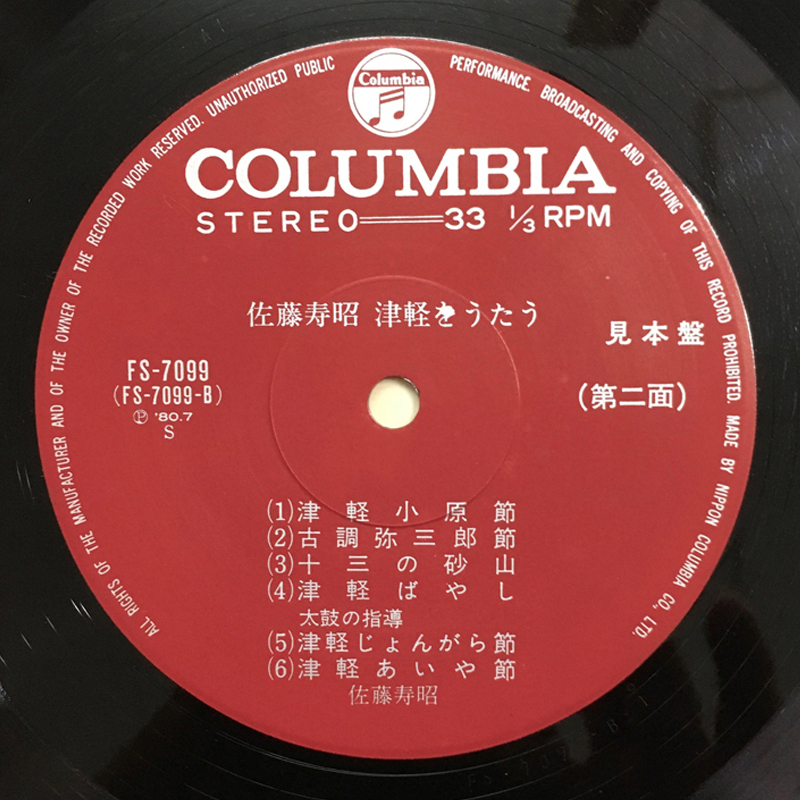 ALL RIGHTS OF THE MANUFACTURER AND OF THE OWNER OF THE RECORDED WORK RESERVED. UNAUTHORIZED PUBLIC PERFORMANCE. BROADCASTING AND COPYING OF THIS RECORD PROHIBITED. MADE BY NIPPON COLUMBIA CO., LTD.
Columbia
COLUMBIA
STEREO 33 1/3 RPM
佐藤寿昭 津軽をうたう
見本盤
FS-7099
(FS-7099-B)
Ⓟ '80.7
S
(第二面)
(1)津軽小原節
(2)古調弥三郎節
(3)十三の砂山
(4)津軽ばやし
太鼓の指導
(5)津軽じょんがら節
(6)津軽あいや節
佐藤寿昭